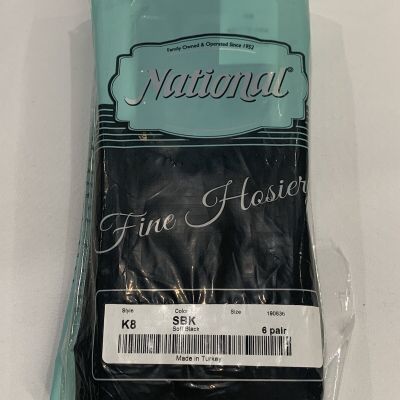 Family Owned & Operated Since 1952
National
Fine Hosier
Style Color Size 190636
K8 SBK 6 pair
Soft Black
Made in Turkey